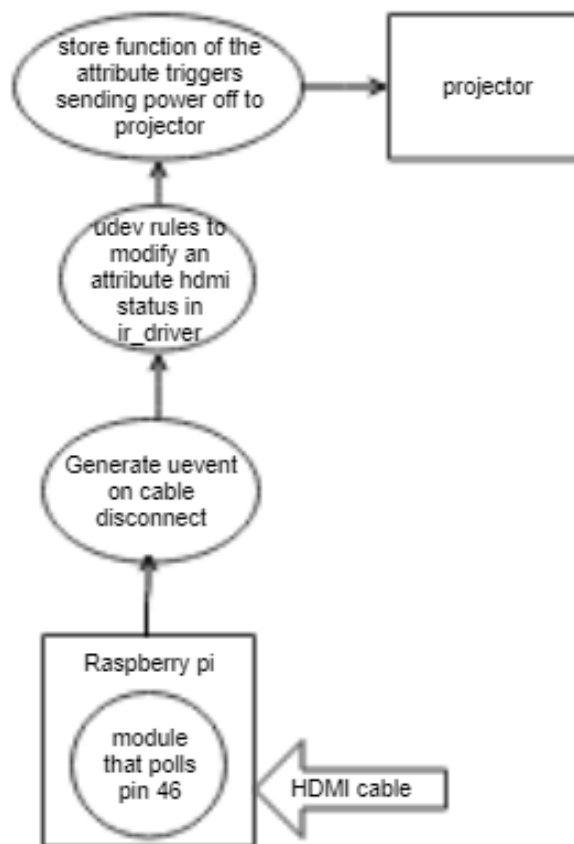 store function of the
attribute triggers
sending power off to
projector
projector
udev rules to
modify an
attribute hdmi
status in
ir_driver
Generate uevent
on cable
disconnect
Raspberry pi
module
that polls
pin 46
HDMI cable